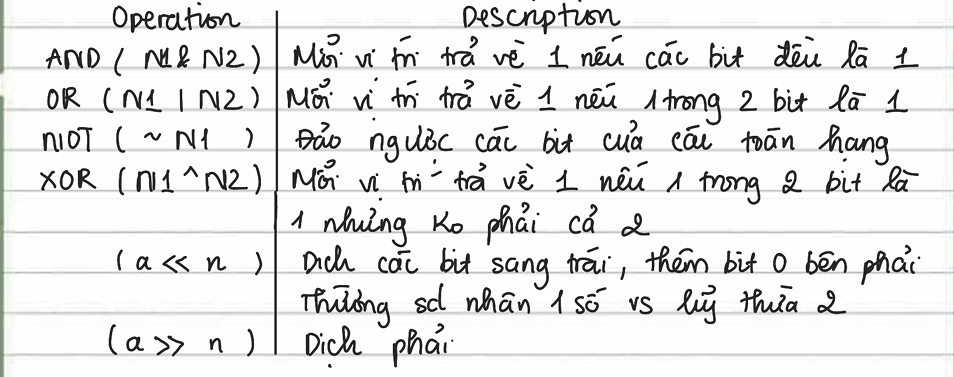 Operation | Description
AND ( N1 & N2 ) | Mỗi vị trí trả về 1 nếu các bit đều là 1
OR ( N1 | N2 ) | Mỗi vị trí trả về 1 nếu 1 trong 2 bit là 1
NOT ( ~ N1 ) | Đảo ngược các bit của các toán hạng
XOR ( N1 ^ N2 ) | Mỗi vị trí trả về 1 nếu 1 trong 2 bit là
1 nhưng ko phải cả 2
( a << n ) | Dịch các bit sang trái, thêm bit 0 bên phải
Thường sd nhân 1 số vs lũy thừa 2
( a >> n ) | Dịch phải